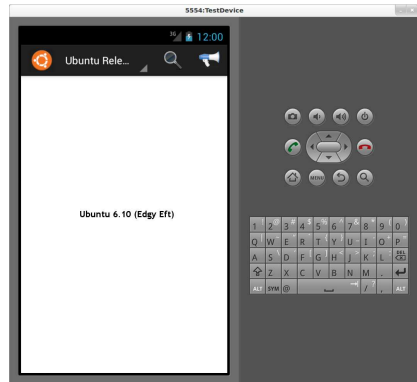 5554:TestDevice
3G 12:00
Ubuntu Rele...
Ubuntu 6.10 (Edgy Eft)
MENU
1 2 3 4 5 6 7 8 9 0
Q W E R T Y U I O P
A S D F G H J K L DEL
Z X C V B N M .
ALT SYM @ / , ALT